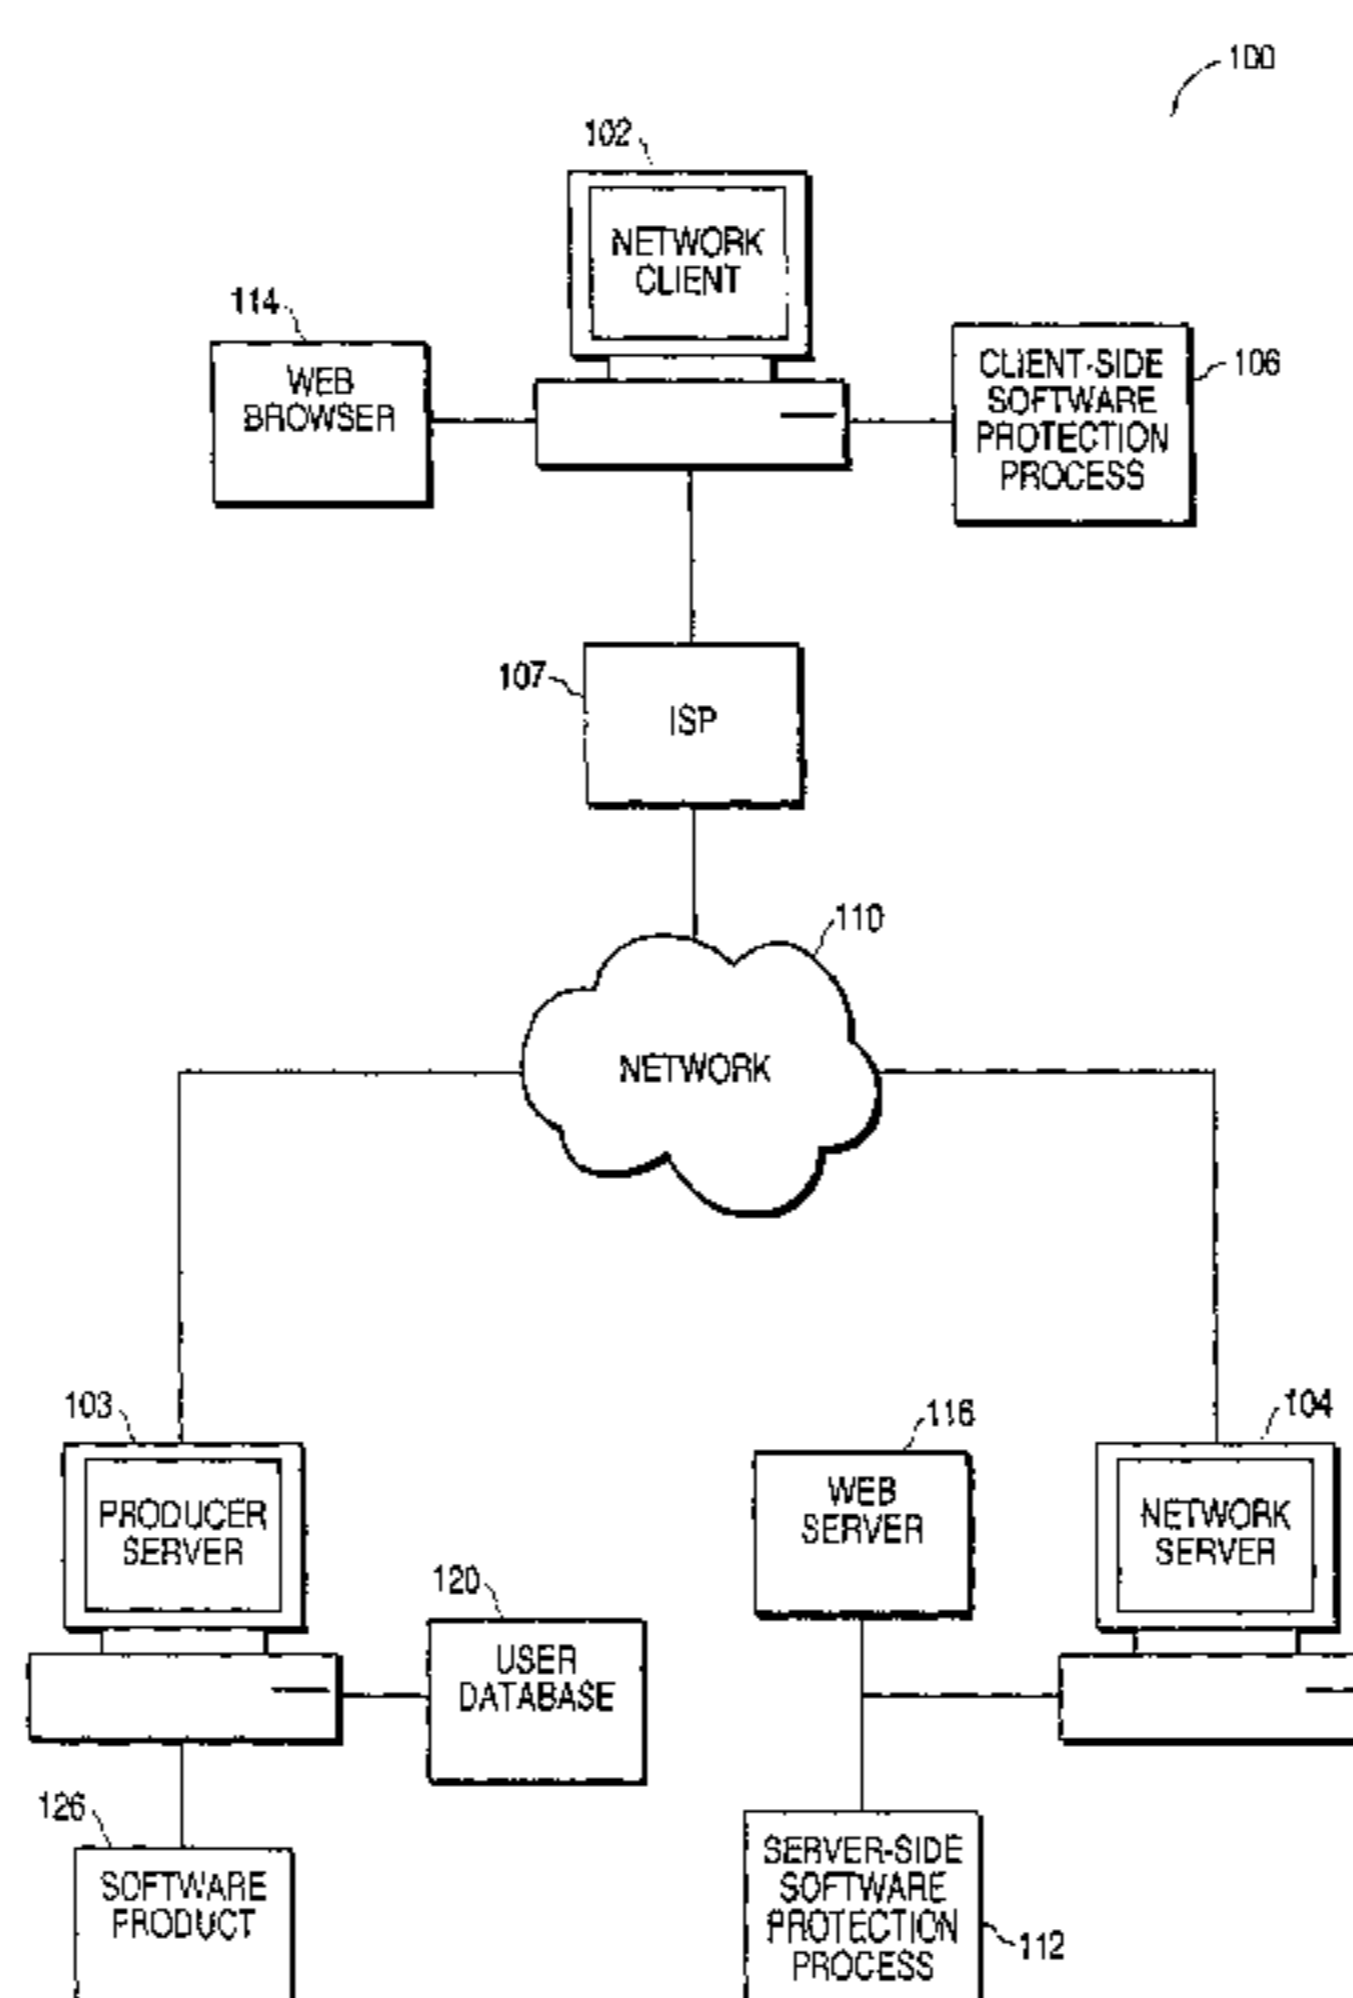 100
102
NETWORK
CLIENT
114
WEB
BROWSER
CLIENT-SIDE
SOFTWARE
PROTECTION
PROCESS
106
107
ISP
110
NETWORK
103
PRODUCER
SERVER
120
USER
DATABASE
116
WEB
SERVER
104
NETWORK
SERVER
126
SOFTWARE
PRODUCT
SERVER-SIDE
SOFTWARE
PROTECTION
PROCESS
112